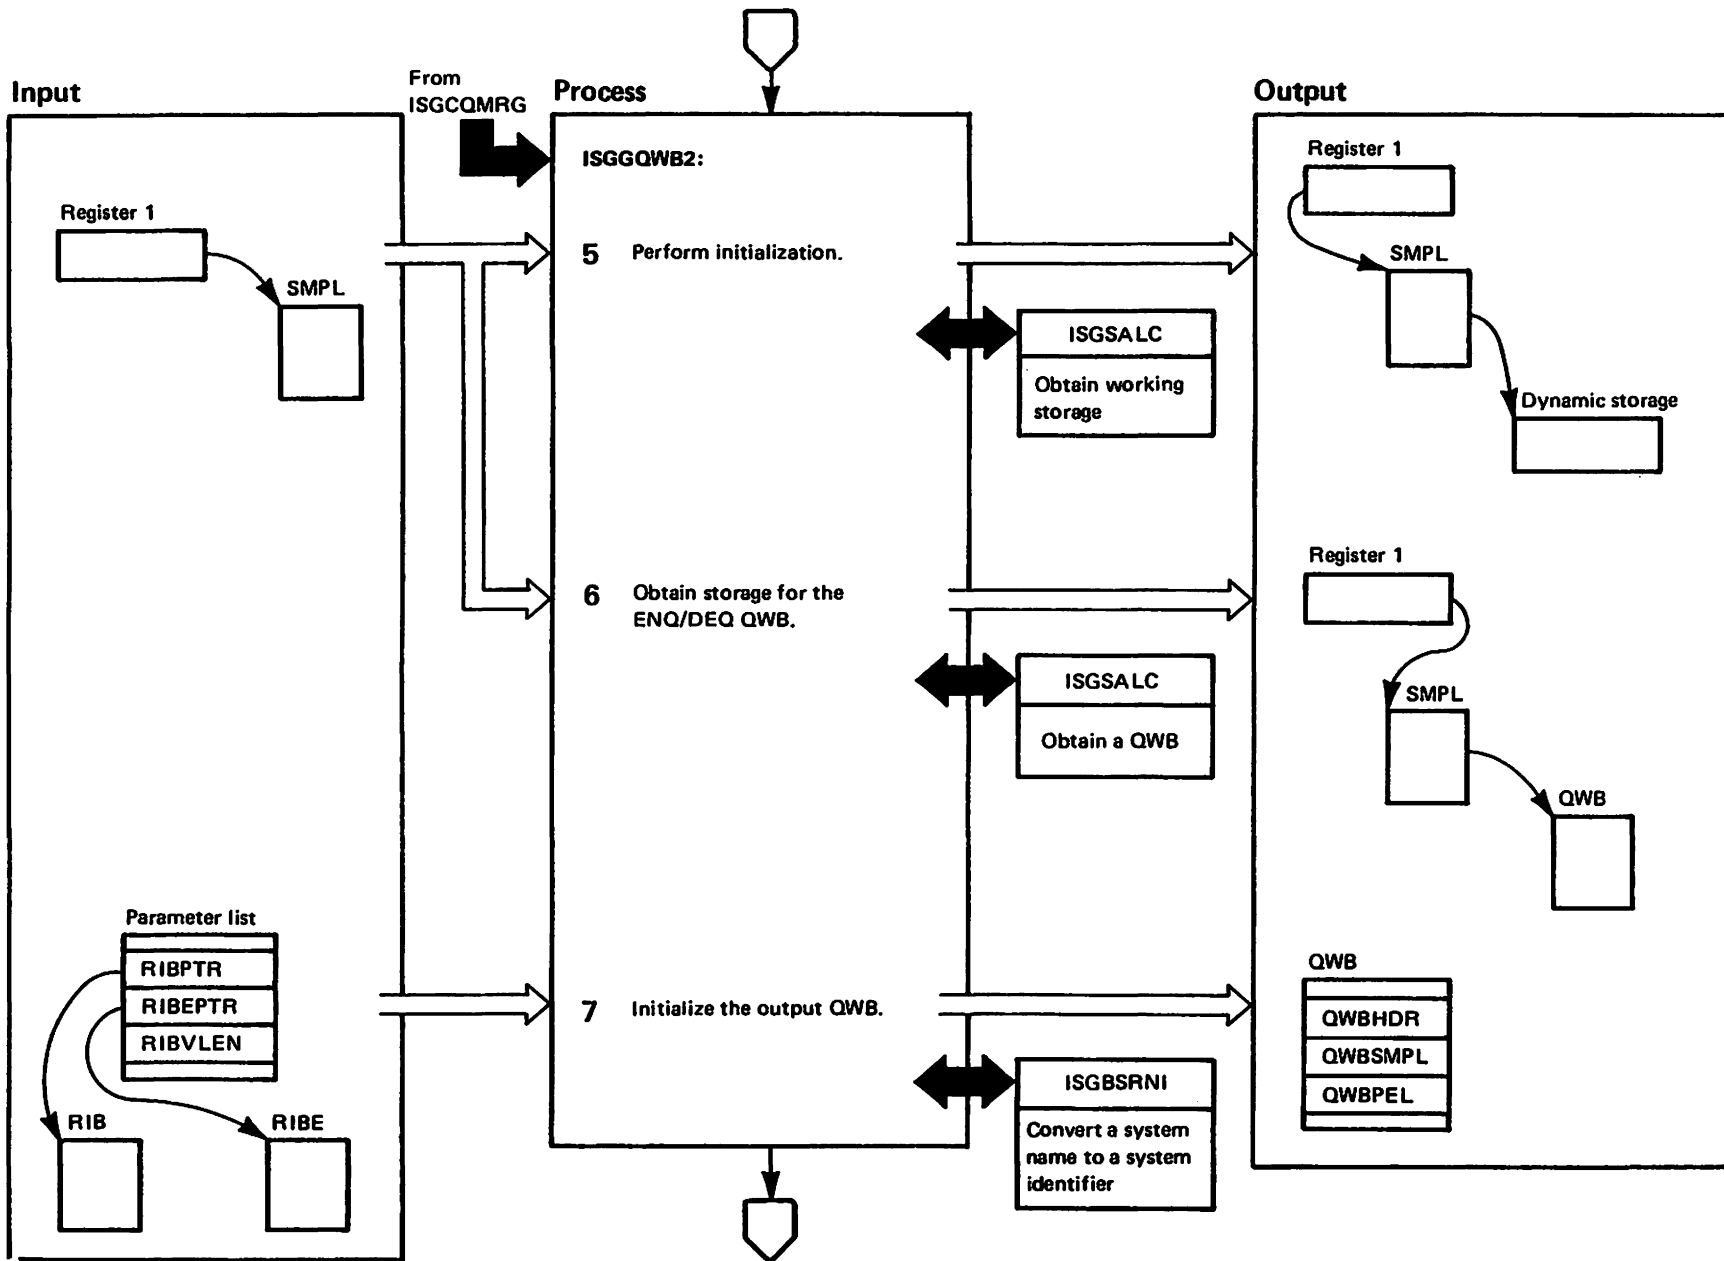 Input
From
ISGCQMRG
Process
Output
ISGGQWB2:
Register 1
SMPL
5 Perform initialization.
ISGSALC
Obtain working
storage
Register 1
SMPL
Dynamic storage
6 Obtain storage for the
ENQ/DEQ QWB.
ISGSALC
Obtain a QWB
Register 1
SMPL
QWB
Parameter list
RIBPTR
RIBEPTR
RIBVLEN
RIB
RIBE
7 Initialize the output QWB.
ISGBSRNI
Convert a system
name to a system
identifier
QWB
QWBHDR
QWBSMPL
QWBPEL